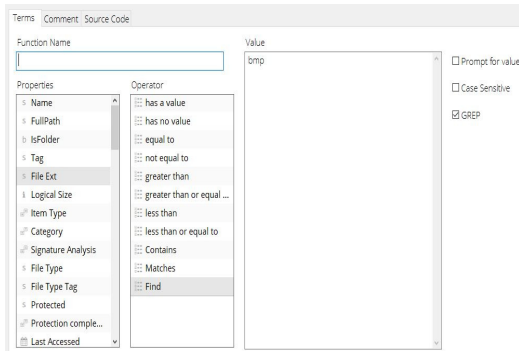 Terms Comment Source Code
Function Name
Value
bmp
Prompt for value
Case Sensitive
GREP
Properties
s Name
s FullPath
b IsFolder
s Tag
s File Ext
Logical Size
Item Type
Category
Signature Analysis
s File Type
s File Type Tag
s Protected
Protection comple...
Last Accessed
Operator
has a value
has no value
equal to
not equal to
greater than
greater than or equal ...
less than
less than or equal to
Contains
Matches
Find